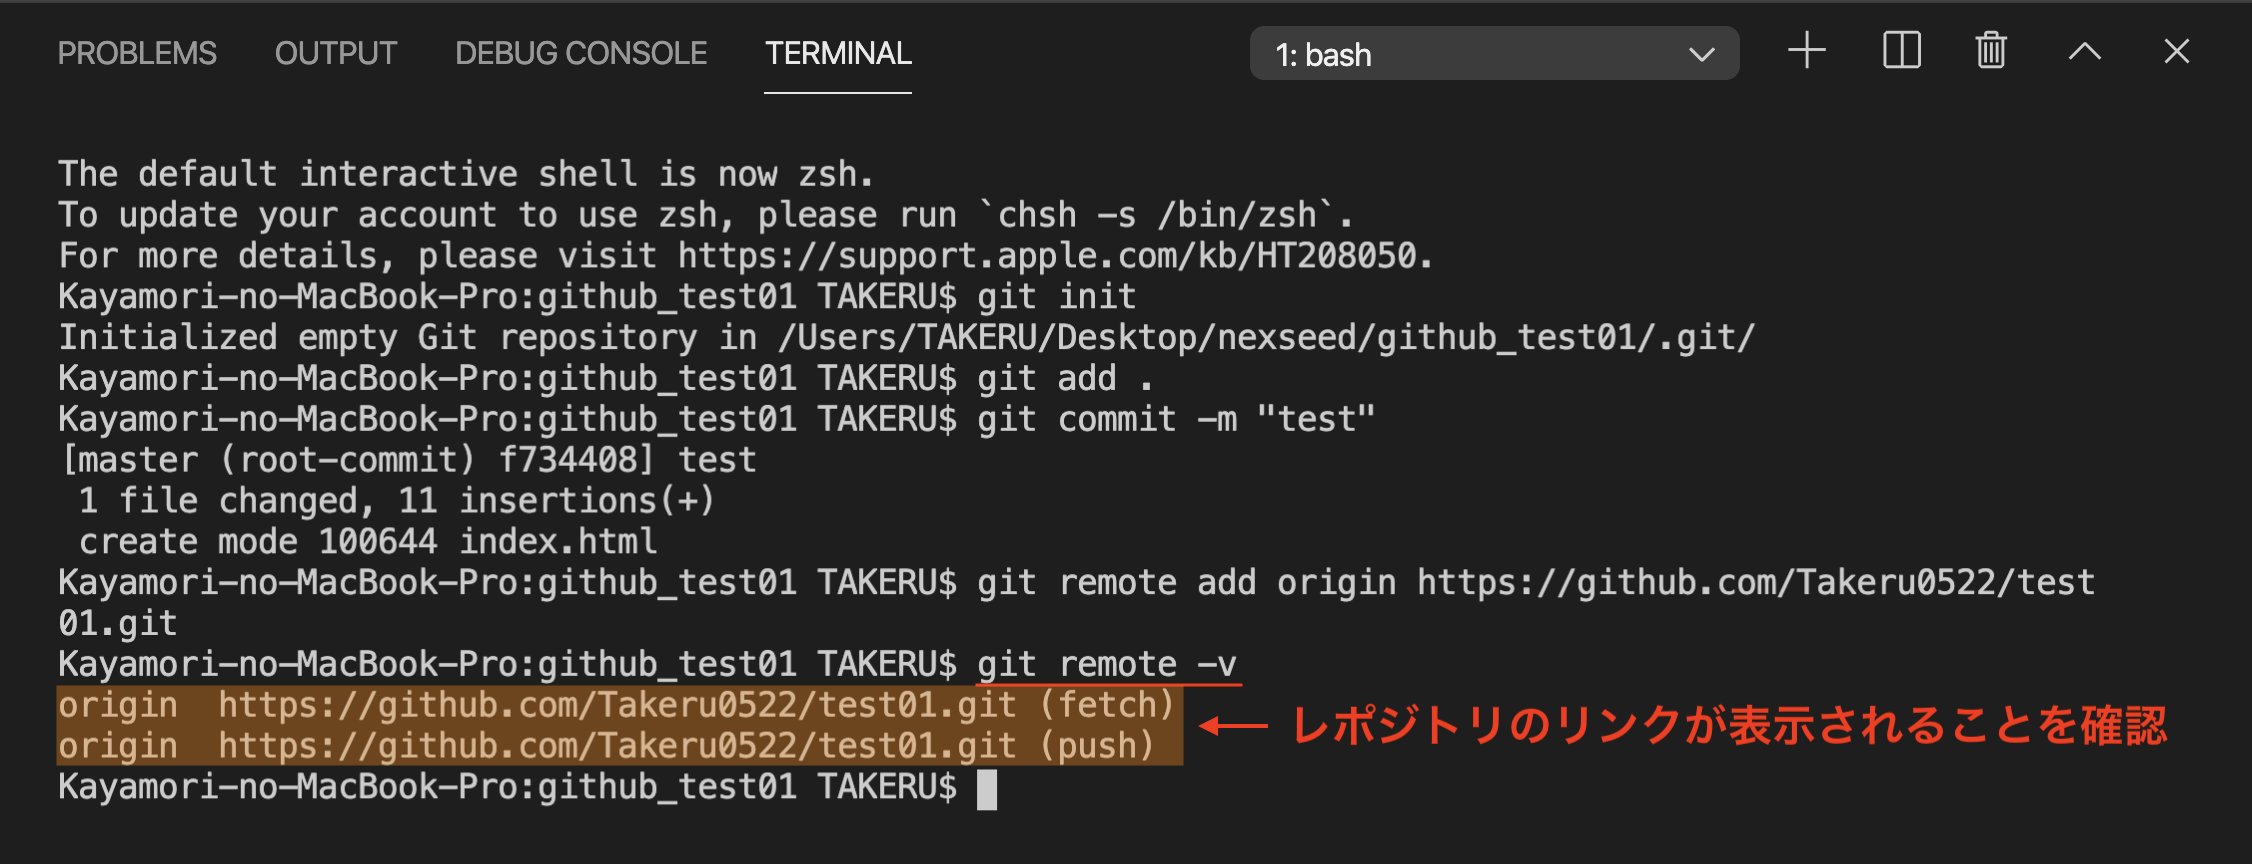 PROBLEMS OUTPUT DEBUG CONSOLE TERMINAL 1: bash
The default interactive shell is now zsh.
To update your account to use zsh, please run `chsh -s /bin/zsh`.
For more details, please visit https://support.apple.com/kb/HT208050.
Kayamori-no-MacBook-Pro:github_test01 TAKERU$ git init
Initialized empty Git repository in /Users/TAKERU/Desktop/nexseed/github_test01/.git/
Kayamori-no-MacBook-Pro:github_test01 TAKERU$ git add .
Kayamori-no-MacBook-Pro:github_test01 TAKERU$ git commit -m "test"
[master (root-commit) f734408] test
 1 file changed, 11 insertions(+)
 create mode 100644 index.html
Kayamori-no-MacBook-Pro:github_test01 TAKERU$ git remote add origin https://github.com/Takeru0522/test
01.git
Kayamori-no-MacBook-Pro:github_test01 TAKERU$ git remote -v
origin  https://github.com/Takeru0522/test01.git (fetch)
origin  https://github.com/Takeru0522/test01.git (push)
レポジトリのリンクが表示されることを確認
Kayamori-no-MacBook-Pro:github_test01 TAKERU$